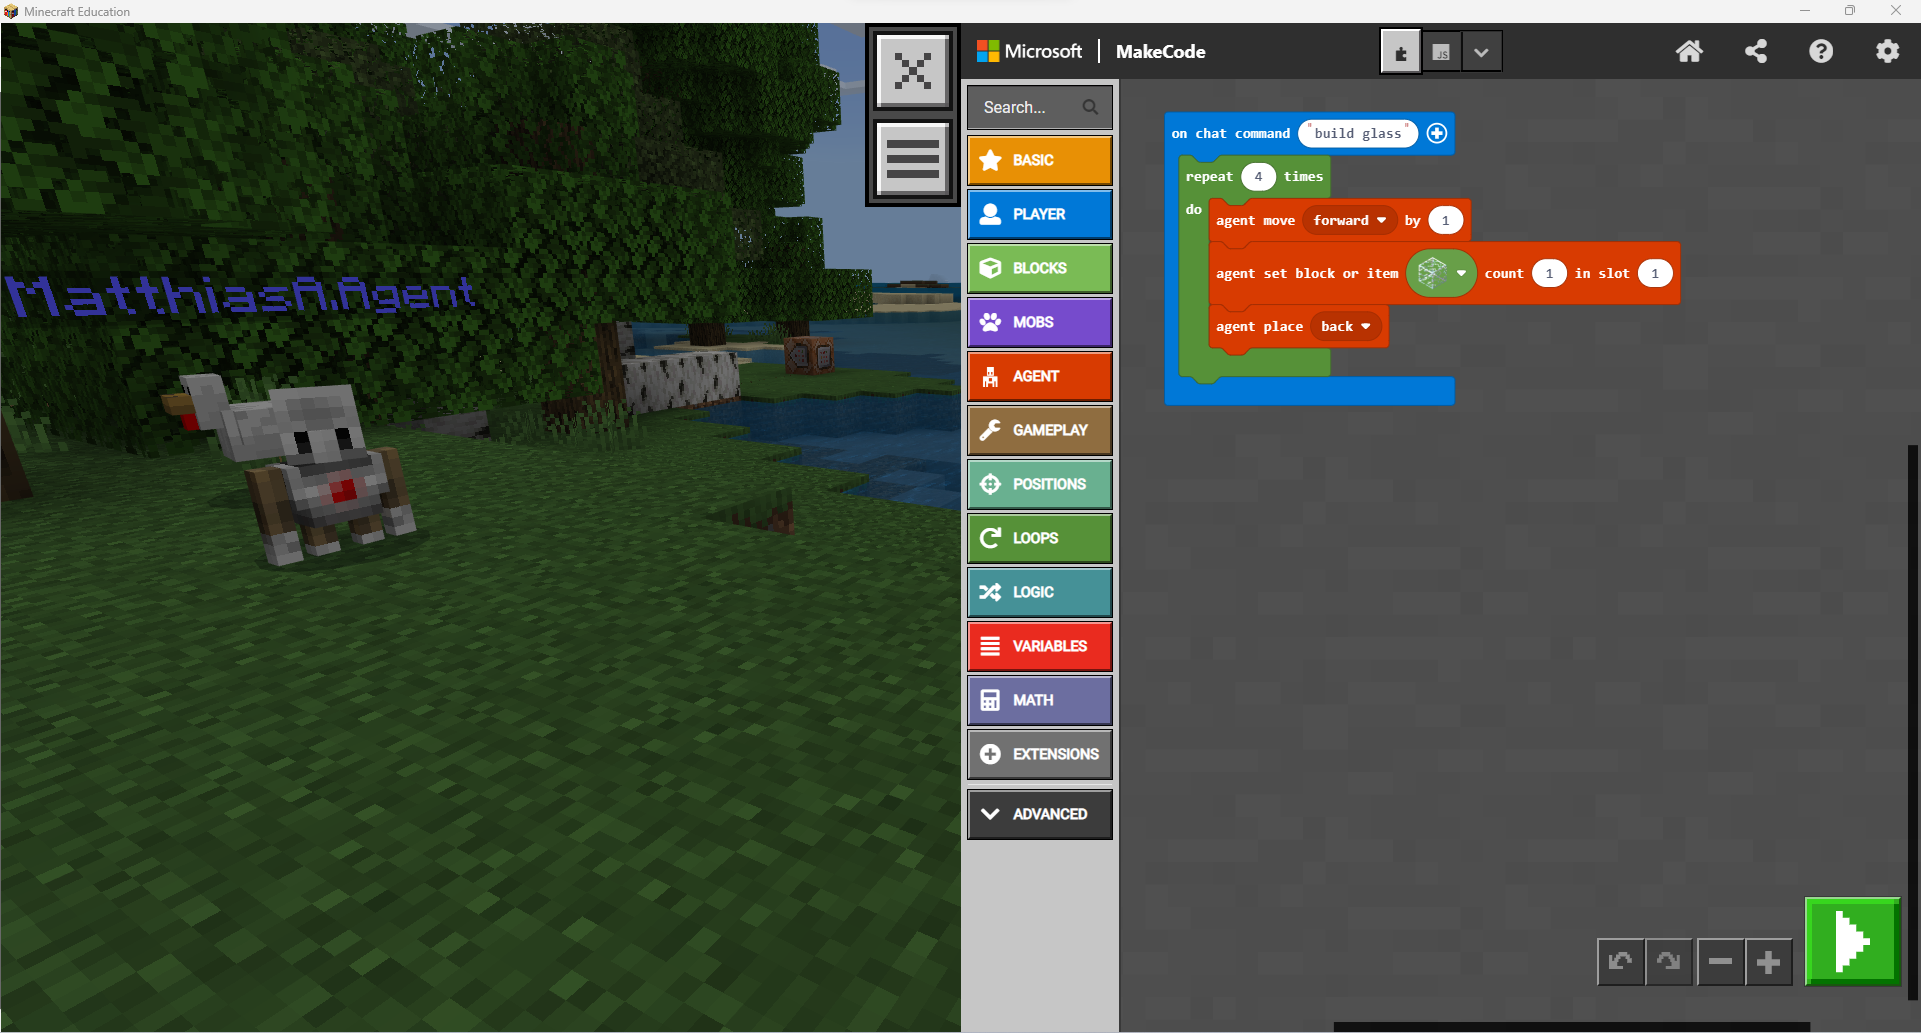 Minecraft Education
MatthiasA.Agent
Microsoft | MakeCode
JS
Search...
BASIC
PLAYER
BLOCKS
MOBS
AGENT
GAMEPLAY
POSITIONS
LOOPS
LOGIC
VARIABLES
MATH
EXTENSIONS
ADVANCED
on chat command "build glass"
repeat 4 times
do
agent move forward by 1
agent set block or item count 1 in slot 1
agent place back